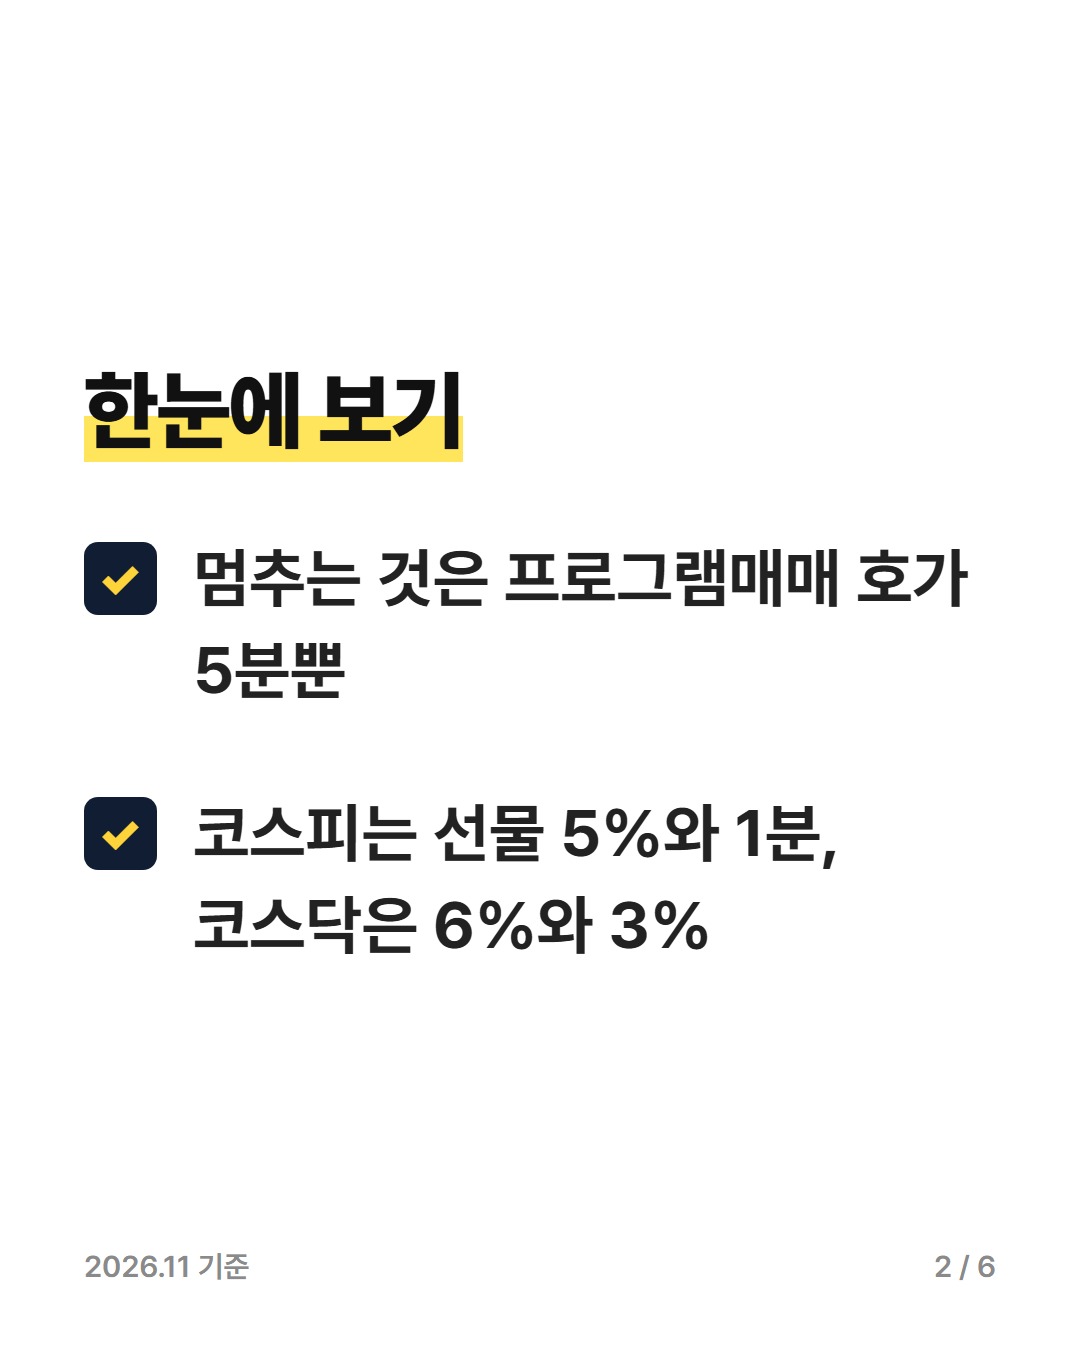 한눈에 보기
멈추는 것은 프로그램매매 호가
5분뿐
코스피는 선물 5%와 1분,
코스닥은 6%와 3%
2026.11 기준
2 / 6